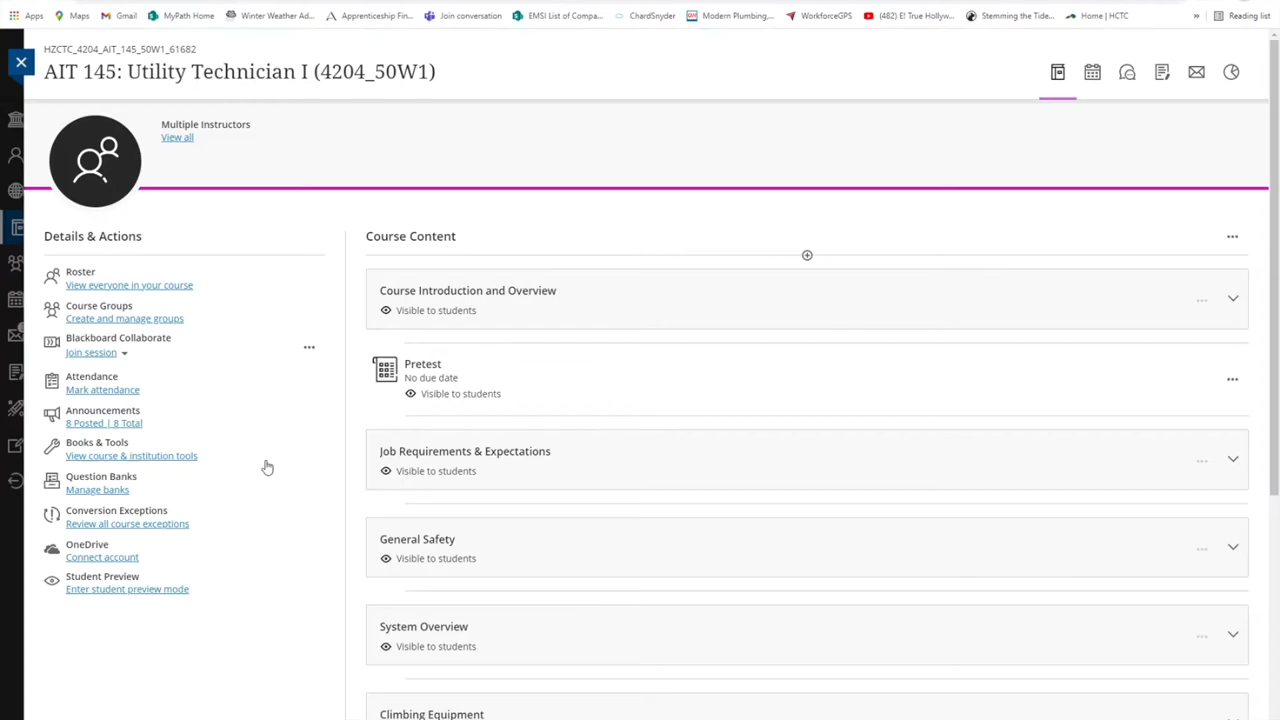 Apps
Maps
Gmail
MyPath Home
Winter Weather Ad...
Apprenticeship Fin...
Join conversation
EMSI List of Compa...
ChardSnyder
Modern Plumbing,...
WorkforceGPS
(482) E! True Hollyw...
Stemming the Tide...
Home | HCTC
»
Reading list
HZCTC_4204_AIT_145_50W1_61682
AIT 145: Utility Technician I (4204_50W1)
Multiple Instructors
View all
Details & Actions
Roster
View everyone in your course
Course Groups
Create and manage groups
Blackboard Collaborate
Join session
Attendance
Mark attendance
Announcements
8 Posted | 8 Total
Books & Tools
View course & institution tools
Question Banks
Manage banks
Conversion Exceptions
Review all course exceptions
OneDrive
Connect account
Student Preview
Enter student preview mode
Course Content
Course Introduction and Overview
Visible to students
Pretest
No due date
Visible to students
Job Requirements & Expectations
Visible to students
General Safety
Visible to students
System Overview
Visible to students
Climbing Equipment